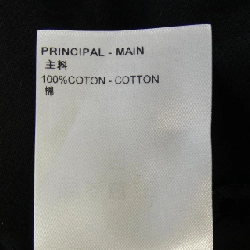 PRINCIPAL - MAIN
主料
100%COTON - COTTON
棉